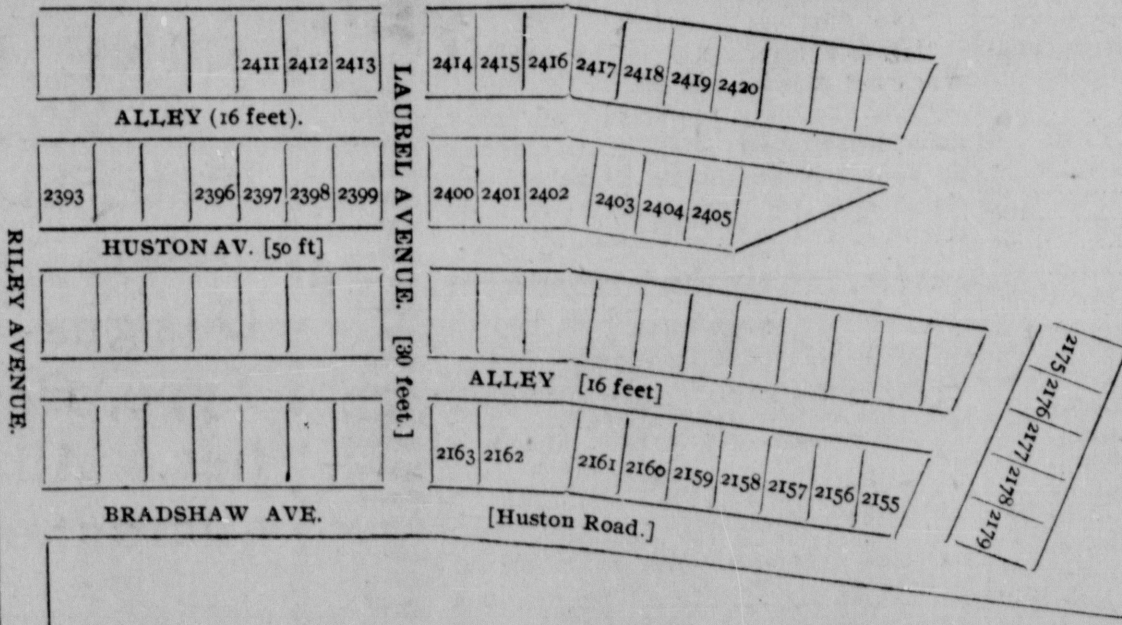 2411 2412 2413
2414 2415 2416 2417 2418 2419 2420
ALLEY (16 feet).
2393 2396 2397 2398 2399
2400 2401 2402 2403 2404 2405
HUSTON AV. [50 ft]
RILEY AVENUE.
LAUREL AVENUE. [30 feet.]
ALLEY [16 feet]
2163 2162 2161 2160 2159 2158 2157 2156 2155
BRADSHAW AVE.
[Huston Road.]
2175 2176 2177 2178 2179